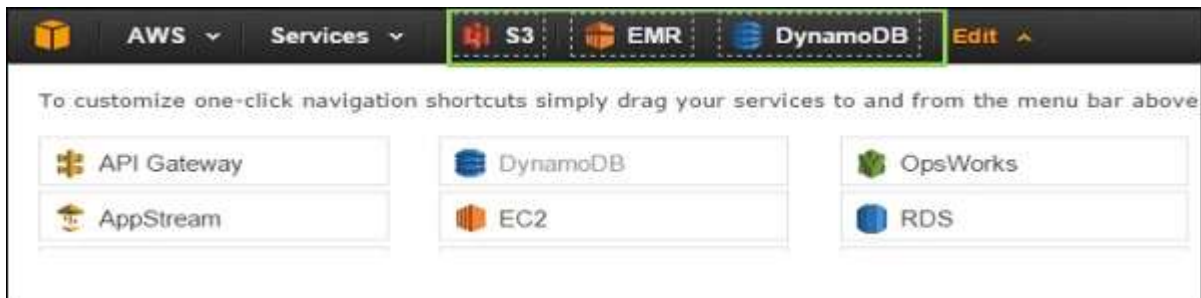 AWS Services S3 EMR DynamoDB Edit
To customize one-click navigation shortcuts simply drag your services to and from the menu bar above
API Gateway DynamoDB OpsWorks
AppStream EC2 RDS